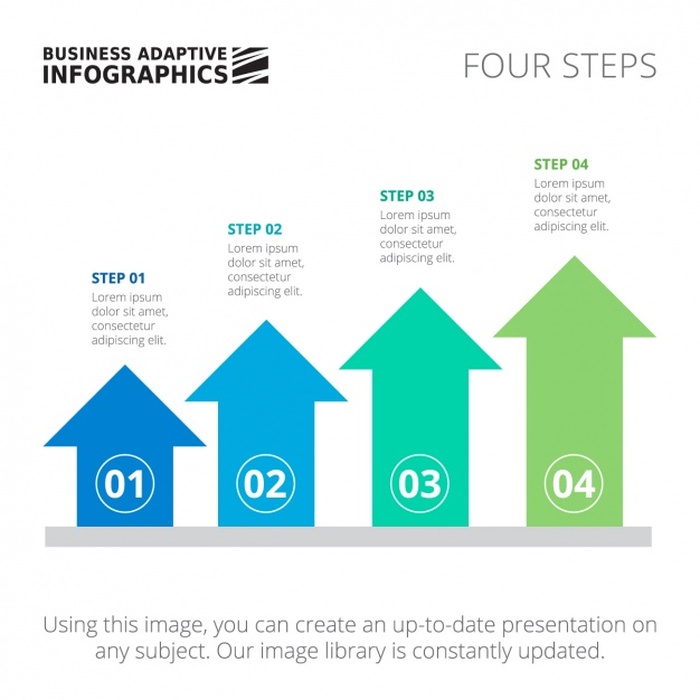 BUSINESS ADAPTIVE
INFOGRAPHICS
FOUR STEPS
STEP 01
Lorem ipsum
dolor sit amet,
consectetur
adipiscing elit.
STEP 02
Lorem ipsum
dolor sit amet,
consectetur
adipiscing elit.
STEP 03
Lorem ipsum
dolor sit amet,
consectetur
adipiscing elit.
STEP 04
Lorem ipsum
dolor sit amet,
consectetur
adipiscing elit.
01
02
03
04
Using this image, you can create an up-to-date presentation on
any subject. Our image library is constantly updated.